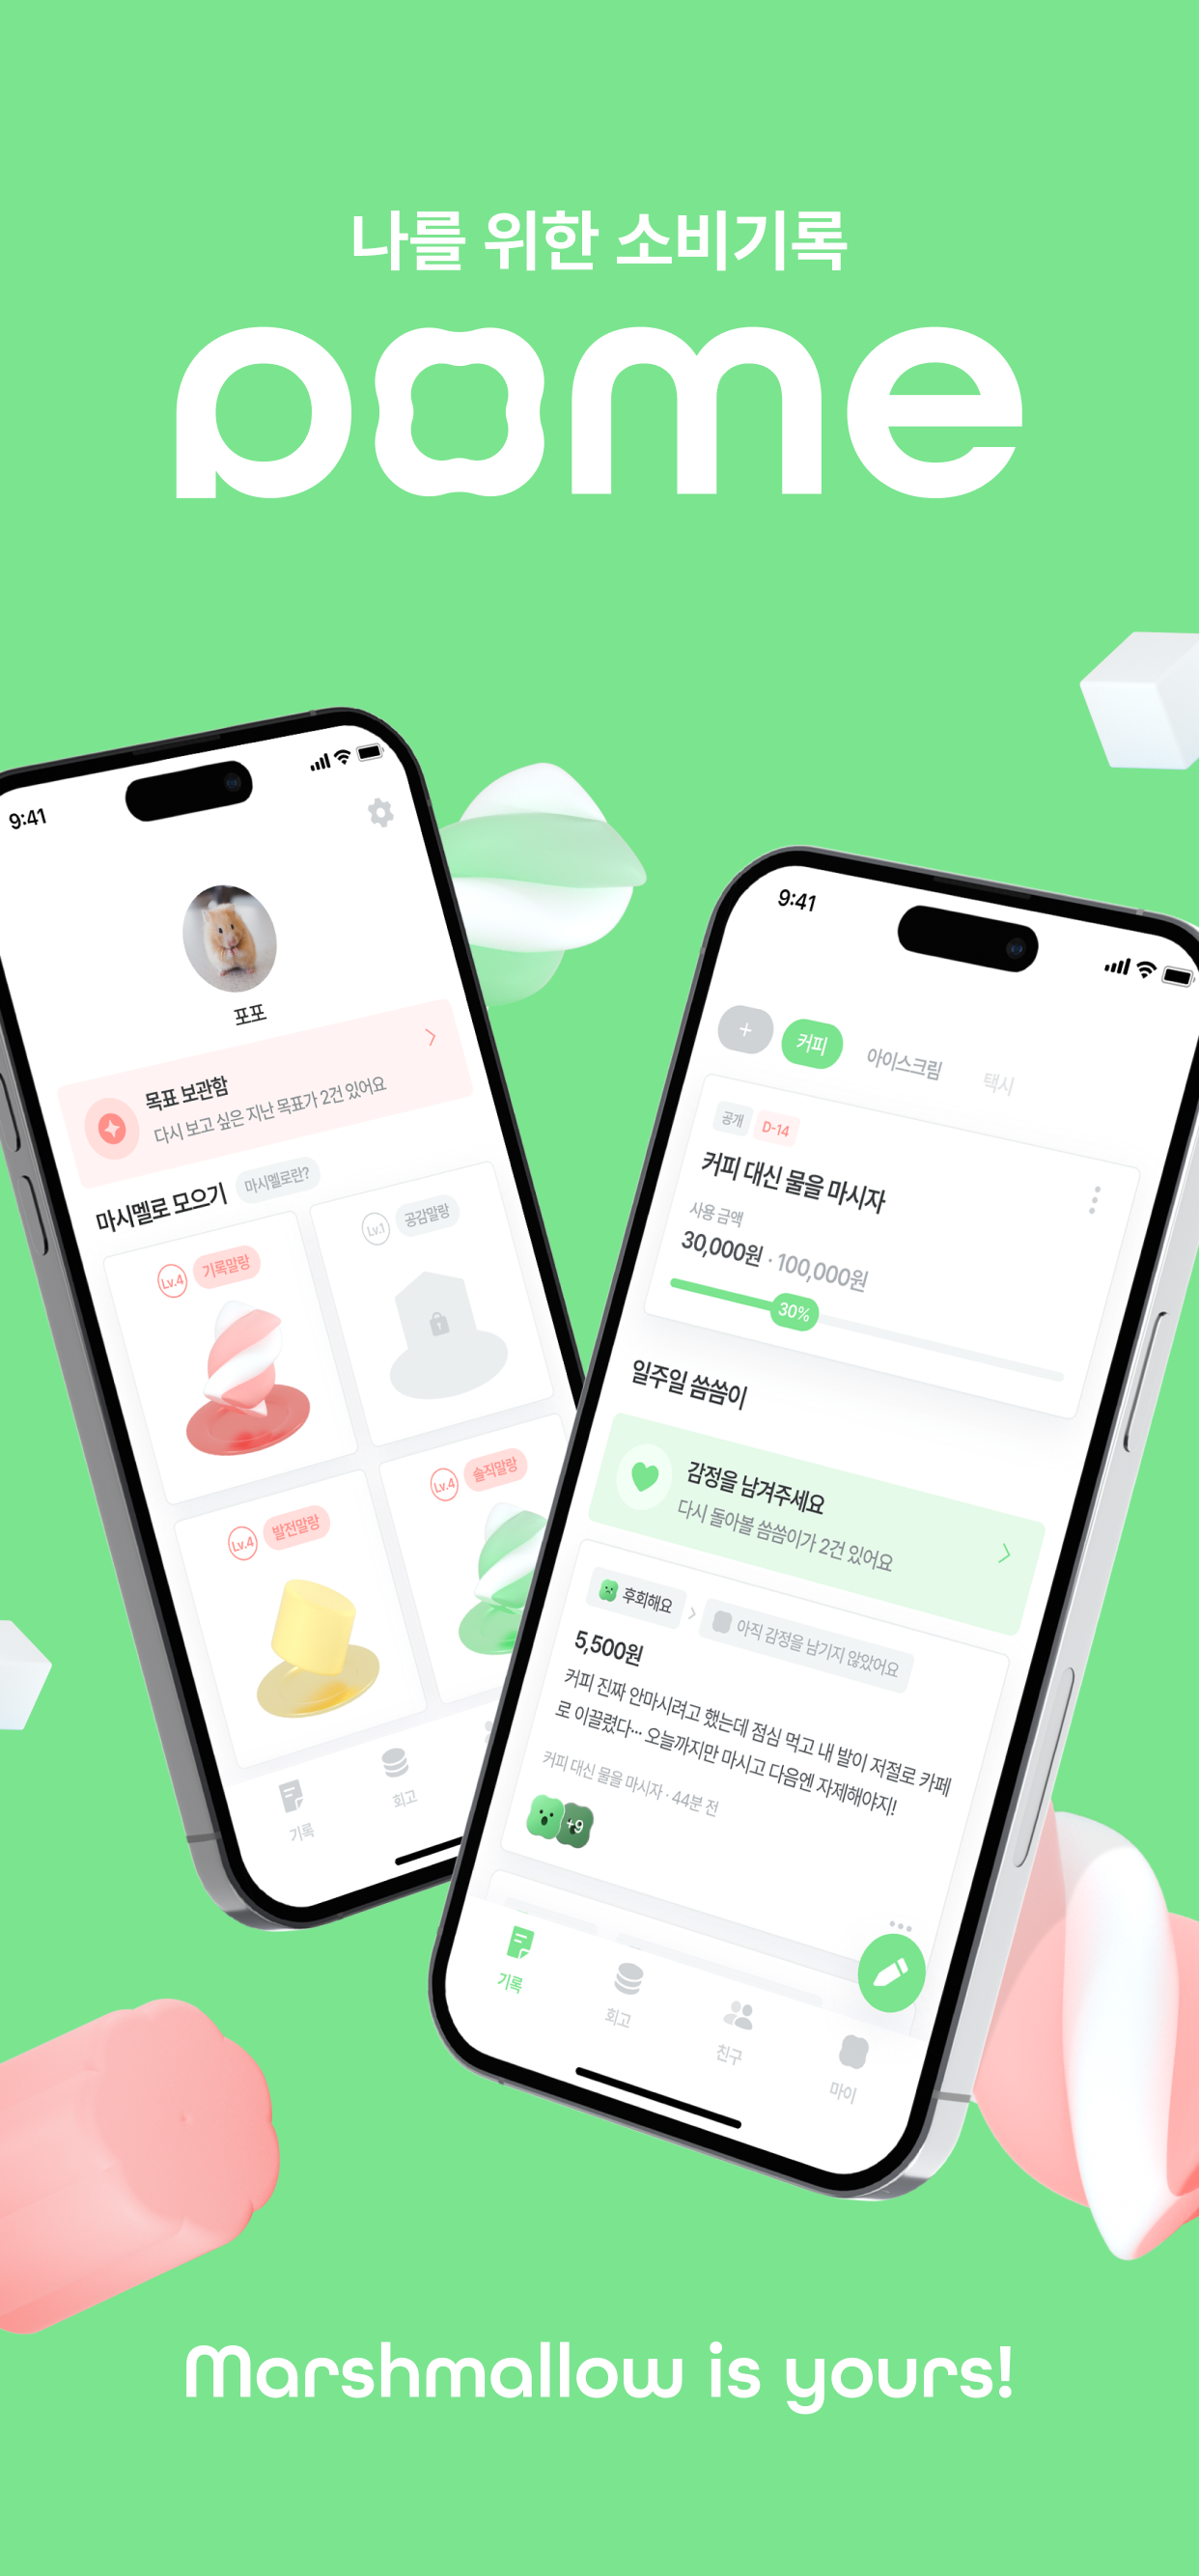 나를 위한 소비기록
pome
9:41
포포
목표 보관함
다시 보고 싶은 지난 목표가 2건 있어요
마시멜로 모으기
마시멜로란?
Lv.4 기록말랑
Lv.1 공감말랑
Lv.4 발전말랑
Lv.4 솔직말랑
기록
회고
9:41
+
커피
아이스크림
택시
공개
D-14
커피 대신 물을 마시자
사용 금액
30,000원 · 100,000원
30%
일주일 씀씀이
감정을 남겨주세요
다시 돌아볼 씀씀이가 2건 있어요
후회해요
아직 감정을 남기지 않았어요
5,500원
커피 진짜 안마시려고 했는데 점심 먹고 내 발이 저절로 카페
로 이끌렸다... 오늘까지만 마시고 다음엔 자제해야지!
커피 대신 물을 마시자 · 44분 전
+9
기록
회고
친구
마이
Marshmallow is yours!